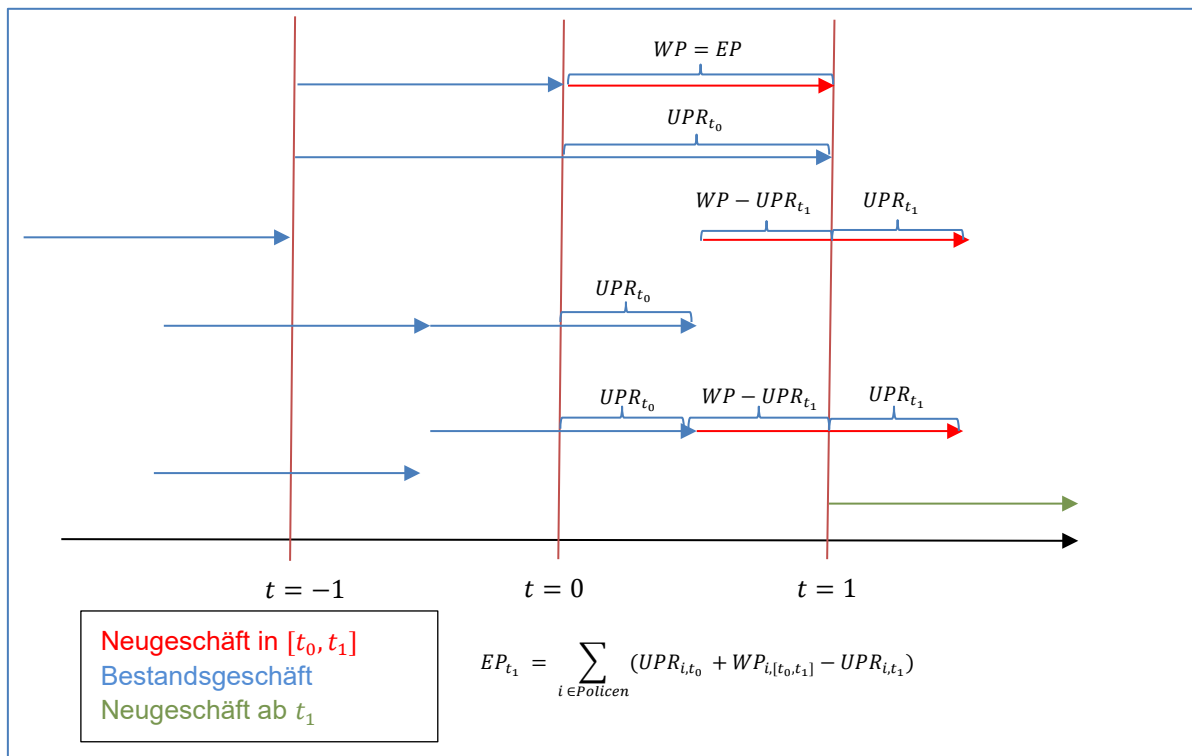 WP = EP
UPR_{t_0}
WP − UPR_{t_1} UPR_{t_1}
UPR_{t_0}
UPR_{t_0} WP − UPR_{t_1} UPR_{t_1}
t = −1 t = 0 t = 1
Neugeschäft in [t_0, t_1]
Bestandsgeschäft
Neugeschäft ab t_1
EP_{t_1} = ∑_{i ∈Policen} (UPR_{i,t_0} + WP_{i,[t_0,t_1]} − UPR_{i,t_1})